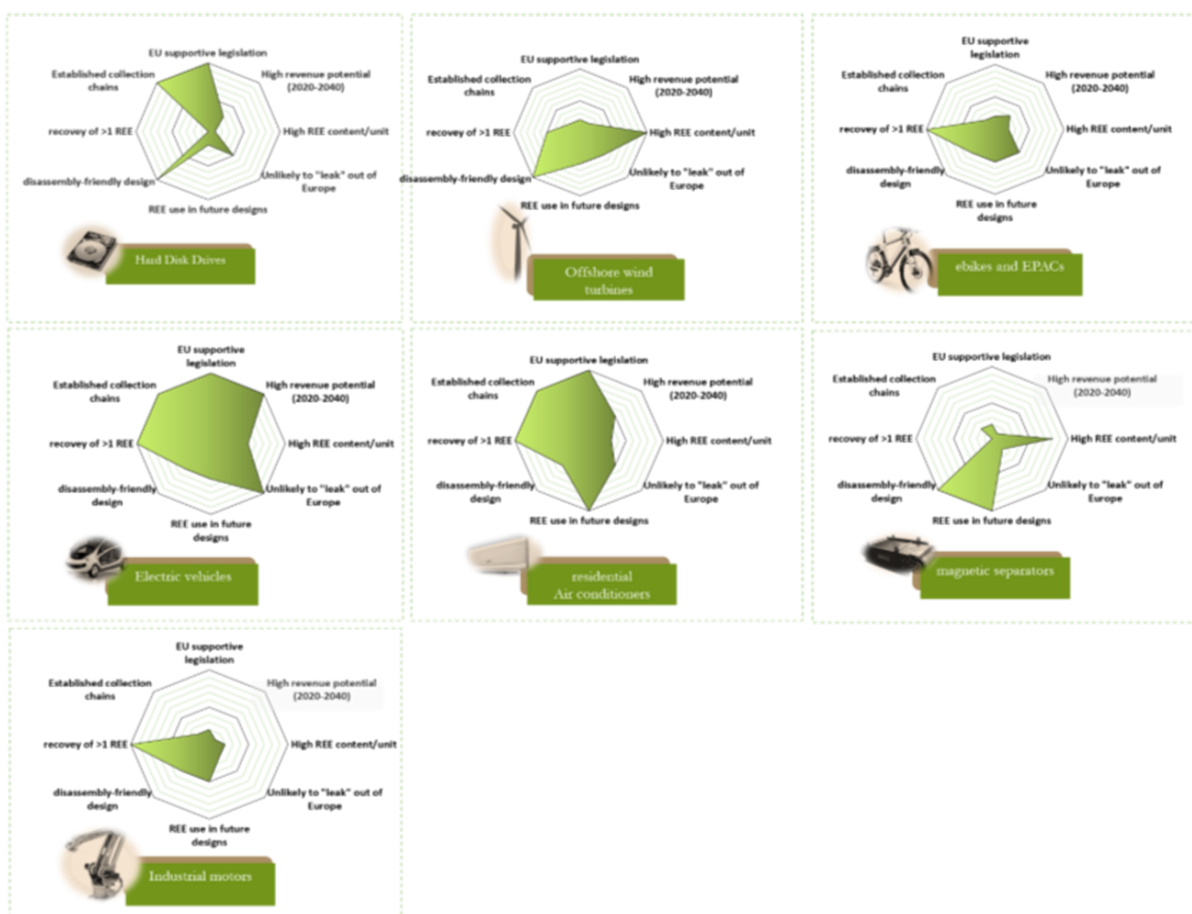 EU supportive legislation
High revenue potential
(2020-2040)
High REE content/unit
Unlikely to "leak" out of
Europe
REE use in future designs
disassembly-friendly design
recovey of >1 REE
Established collection
chains
Hard Disk Drives
EU supportive legislation
High revenue potential
(2020-2040)
High REE content/unit
Unlikely to "leak" out of
Europe
REE use in future designs
disassembly-friendly design
recovey of >1 REE
Established collection
chains
Offshore wind
turbines
EU supportive
legislation
High revenue potential
(2020-2040)
High REE content/unit
Unlikely to "leak" out of
Europe
REE use in future
designs
disassembly-friendly
design
recovey of >1 REE
Established collection
chains
ebikes and EPACs
EU supportive
legislation
High revenue potential
(2020-2040)
High REE content/unit
Unlikely to "leak" out of
Europe
REE use in future
designs
disassembly-friendly
design
recovey of >1 REE
Established collection
chains
Electric vehicles
EU supportive legislation
High revenue potential
(2020-2040)
High REE content/unit
Unlikely to "leak" out of
Europe
REE use in future designs
disassembly-friendly
design
recovey of >1 REE
Established collection
chains
residential
Air conditioners
EU supportive legislation
High revenue potential
(2020-2040)
High REE content/unit
Unlikely to "leak" out of
Europe
REE use in future designs
disassembly-friendly
design
recovey of >1 REE
Established collection
chains
magnetic separators
EU supportive
legislation
High revenue potential
(2020-2040)
High REE content/unit
Unlikely to "leak" out of
Europe
REE use in future
designs
disassembly-friendly
design
recovey of >1 REE
Established collection
chains
Industrial motors